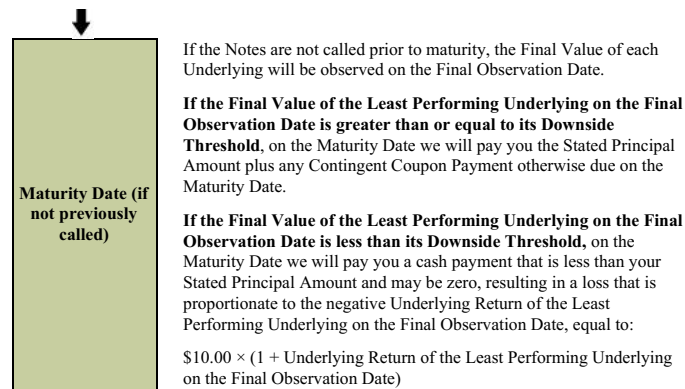 Maturity Date (if
not previously
called)
If the Notes are not called prior to maturity, the Final Value of each
Underlying will be observed on the Final Observation Date.
If the Final Value of the Least Performing Underlying on the Final
Observation Date is greater than or equal to its Downside
Threshold, on the Maturity Date we will pay you the Stated Principal
Amount plus any Contingent Coupon Payment otherwise due on the
Maturity Date.
If the Final Value of the Least Performing Underlying on the Final
Observation Date is less than its Downside Threshold, on the
Maturity Date we will pay you a cash payment that is less than your
Stated Principal Amount and may be zero, resulting in a loss that is
proportionate to the negative Underlying Return of the Least
Performing Underlying on the Final Observation Date, equal to:
$10.00 × (1 + Underlying Return of the Least Performing Underlying
on the Final Observation Date)